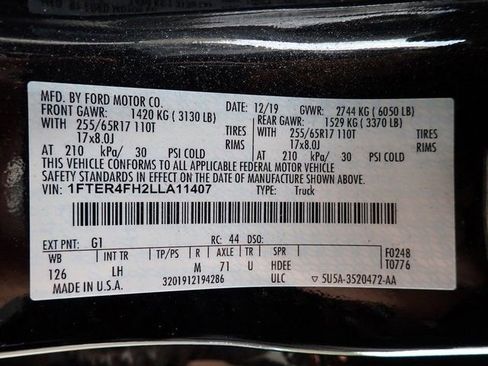 MFD. BY FORD MOTOR CO. DATE: 12/19 GVWR: 2744 KG ( 6050 LB)
FRONT GAWR: 1420 KG ( 3130 LB) REAR GAWR: 1529 KG ( 3370 LB)
WITH 255/65R17 110T TIRES WITH 255/65R17 110T TIRES
17x8.0J RIMS 17x8.0J RIMS
AT 210 kPa/ 30 PSI COLD AT 210 kPa/ 30 PSI COLD
THIS VEHICLE CONFORMS TO ALL APPLICABLE FEDERAL MOTOR VEHICLE
SAFETY STANDARDS IN EFFECT ON THE DATE OF MANUFACTURE SHOWN ABOVE.
VIN: 1FTER4FH2LLA11407 TYPE: Truck
EXT PNT: G1 RC: 44 DSO: F0248
WB INT TR TP/PS R AXLE TR SPR T0776
126 LH M 71 U HDEE
MADE IN U.S.A. 3201912194286 ULC 5U5A-3520472-AA